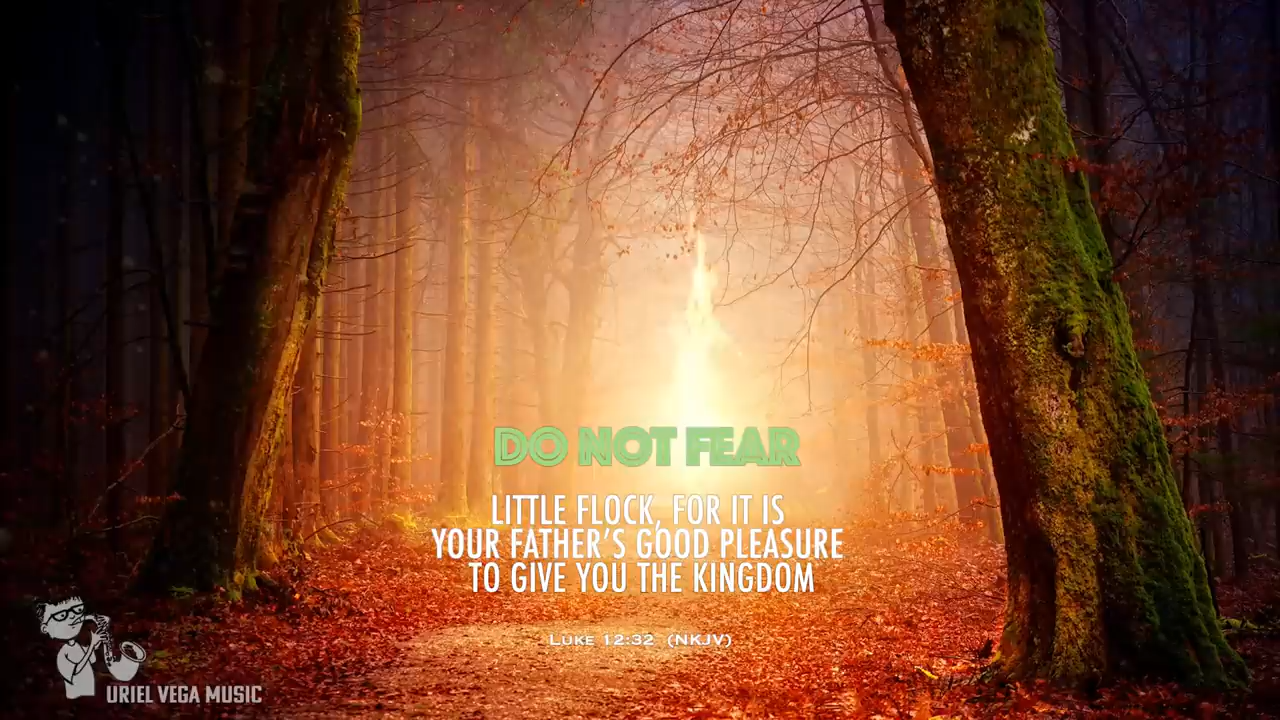 DO NOT FEAR
LITTLE FLOCK, FOR IT IS
YOUR FATHER'S GOOD PLEASURE
TO GIVE YOU THE KINGDOM
LUKE 12:32 (NKJV)
URIEL VEGA MUSIC